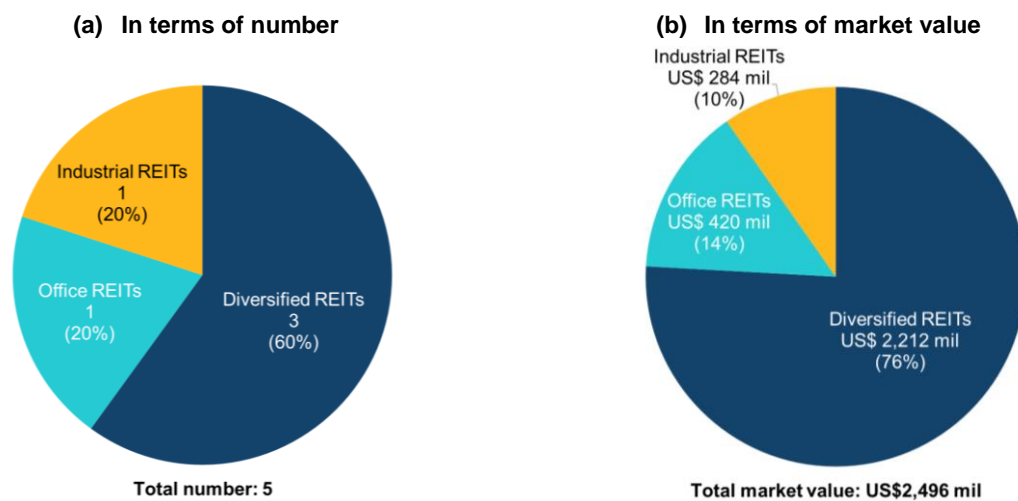 (a) In terms of number
Industrial REITs
1
(20%)
Office REITs
1
(20%)
Diversified REITs
3
(60%)
Total number: 5
(b) In terms of market value
Industrial REITs
US$ 284 mil
(10%)
Office REITs
US$ 420 mil
(14%)
Diversified REITs
US$ 2,212 mil
(76%)
Total market value: US$2,496 mil